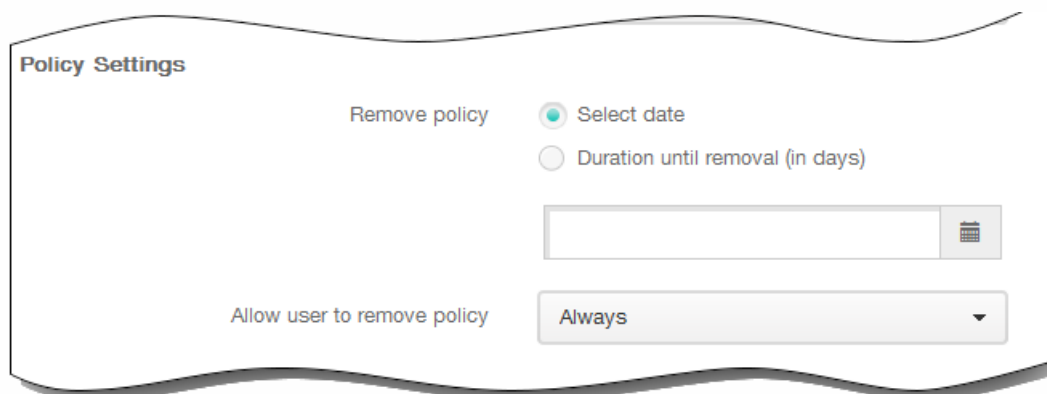 Policy Settings
Remove policy
Select date
Duration until removal (in days)
Allow user to remove policy
Always